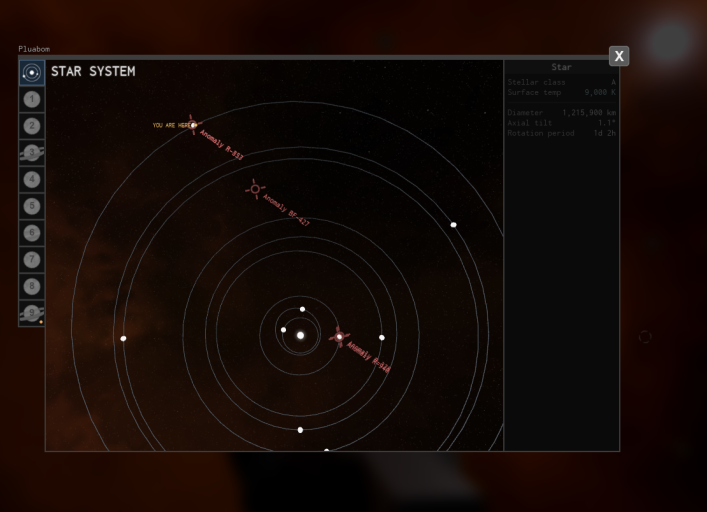 Pluabom
X
STAR SYSTEM
Star
Stellar class A
Surface temp 9,000 K
Diameter 1,215,900 km
Axial tilt 1.1°
Rotation period 1d 2h
1
2
3
4
5
6
7
8
9
YOU ARE HERE
Anomaly R-333
Anomaly BF-427
Anomaly